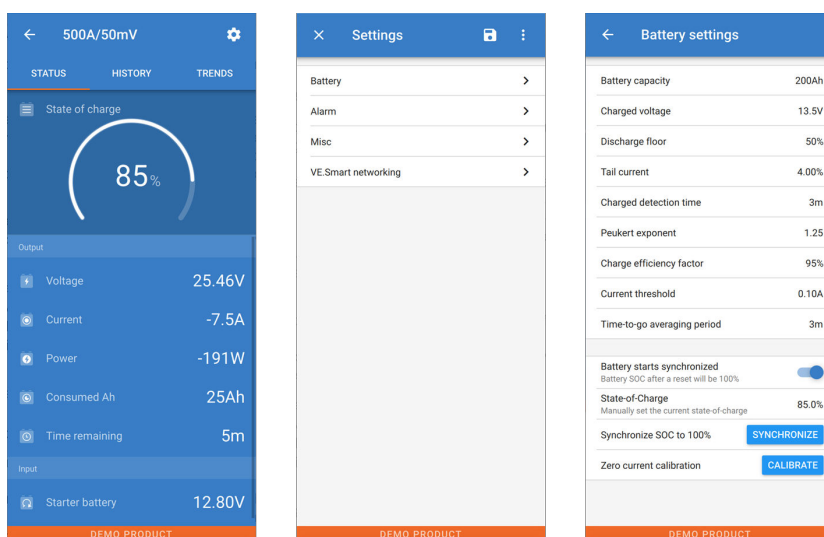 500A/50mV
STATUS HISTORY TRENDS
State of charge
85%
Output
Voltage 25.46V
Current -7.5A
Power -191W
Consumed Ah 25Ah
Time remaining 5m
Input
Starter battery 12.80V
DEMO PRODUCT
Settings
Battery
Alarm
Misc
VE.Smart networking
DEMO PRODUCT
Battery settings
Battery capacity 200Ah
Charged voltage 13.5V
Discharge floor 50%
Tail current 4.00%
Charged detection time 3m
Peukert exponent 1.25
Charge efficiency factor 95%
Current threshold 0.10A
Time-to-go averaging period 3m
Battery starts synchronized
Battery SOC after a reset will be 100%
State-of-Charge 85.0%
Manually set the current state-of-charge
Synchronize SOC to 100% SYNCHRONIZE
Zero current calibration CALIBRATE
DEMO PRODUCT